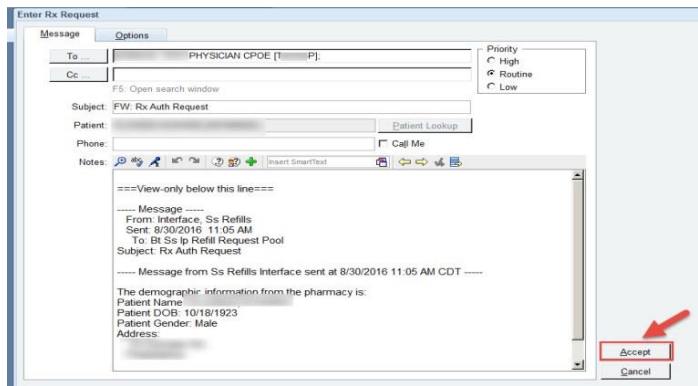 Enter Rx Request
Message Options
To ... PHYSICIAN CPOE [T P];
Cc ...
F5: Open search window
Priority
High
Routine
Low
Subject: FW: Rx Auth Request
Patient: Patient Lookup
Phone: Call Me
Notes: Insert SmartText
===View-only below this line===
----- Message -----
From: Interface, Ss Refills
Sent: 8/30/2016 11:05 AM
To: Bt Ss Ip Refill Request Pool
Subject: Rx Auth Request
----- Message from Ss Refills Interface sent at 8/30/2016 11:05 AM CDT -----
The demographic information from the pharmacy is:
Patient Name
Patient DOB: 10/18/1923
Patient Gender: Male
Address:
Accept
Cancel